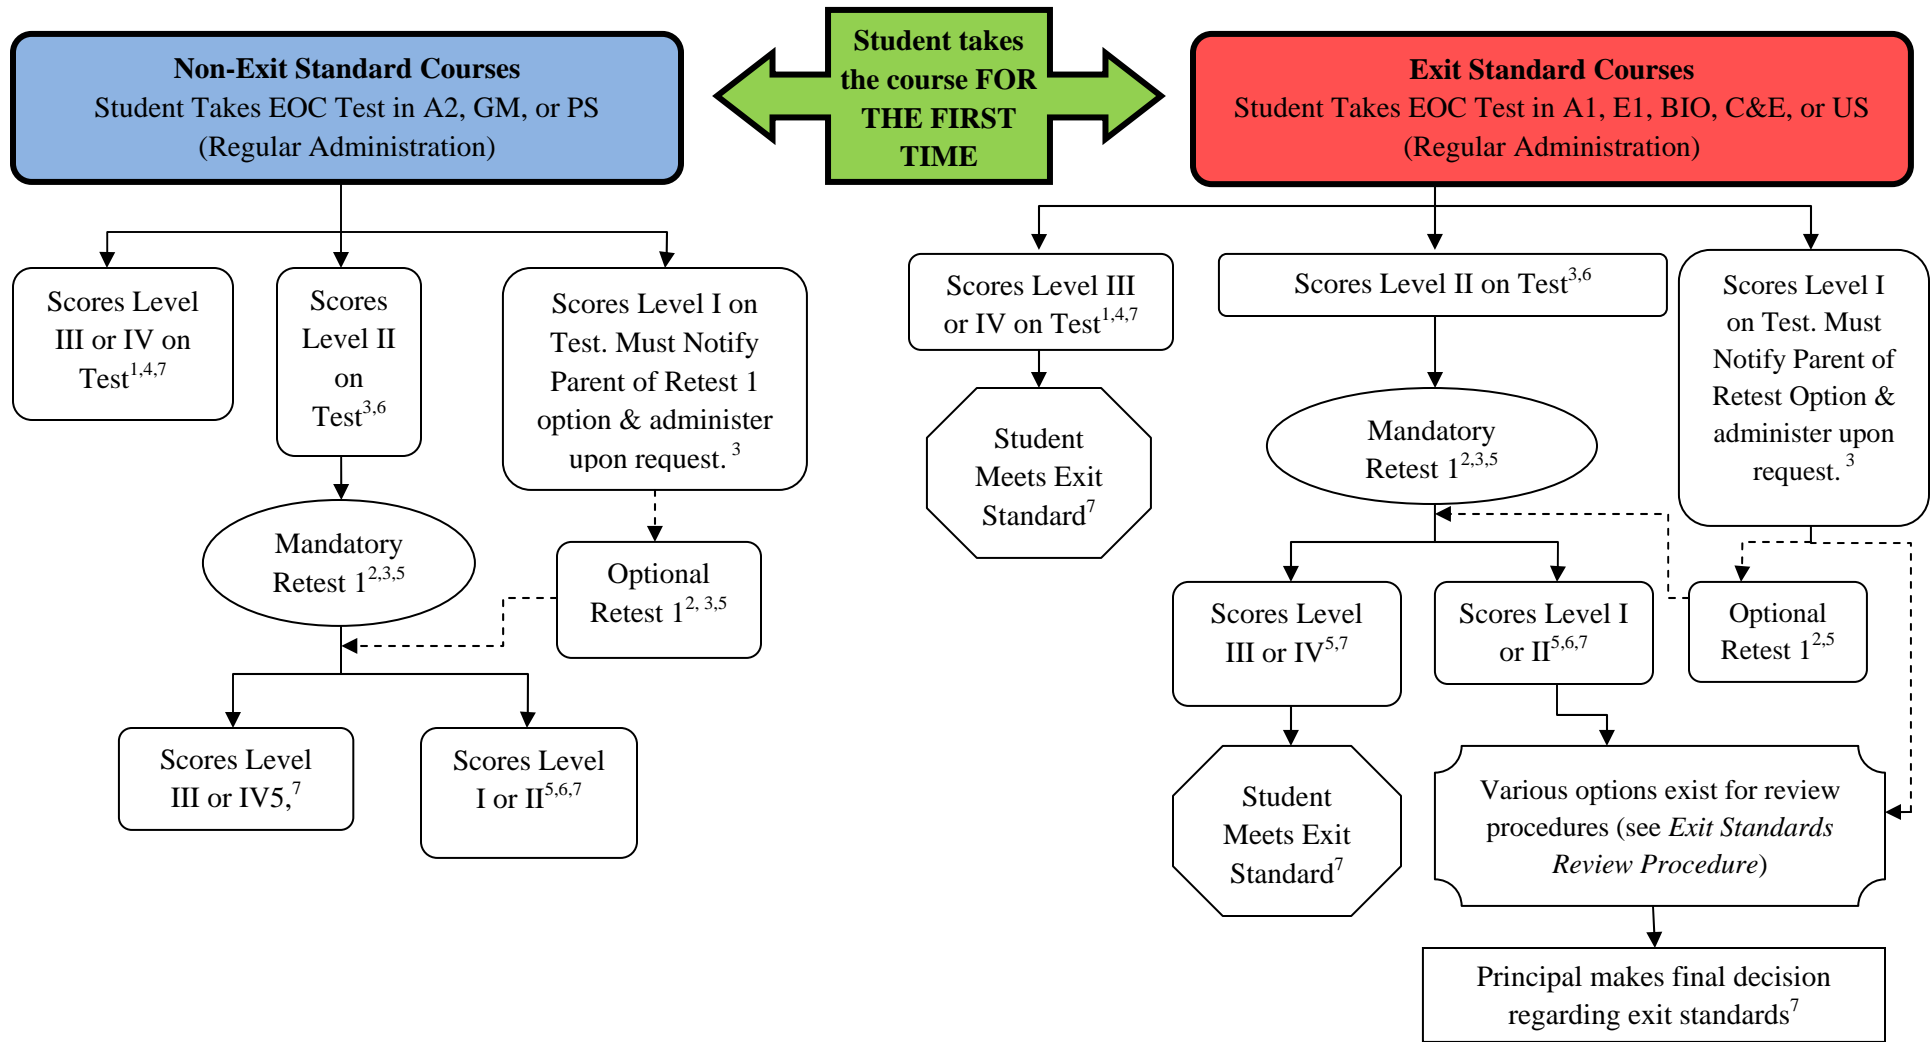 Non-Exit Standard Courses
Student Takes EOC Test in A2, GM, or PS
(Regular Administration)
Student takes
the course FOR
THE FIRST
TIME
Exit Standard Courses
Student Takes EOC Test in A1, E1, BIO, C&E, or US
(Regular Administration)
Scores Level
III or IV on
Test1,4,7
Scores
Level II
on
Test3,6
Scores Level I on
Test. Must Notify
Parent of Retest 1
option & administer
upon request. 3
Mandatory
Retest 12,3,5
Optional
Retest 12, 3,5
Scores Level
III or IV5,7
Scores Level
I or II5,6,7
Scores Level III
or IV on Test1,4,7
Student
Meets Exit
Standard7
Scores Level II on Test3,6
Mandatory
Retest 12,3,5
Scores Level I
on Test. Must
Notify Parent of
Retest Option &
administer upon
request. 3
Scores Level
III or IV5,7
Scores Level I
or II5,6,7
Optional
Retest 12,5
Student
Meets Exit
Standard7
Various options exist for review
procedures (see Exit Standards
Review Procedure)
Principal makes final decision
regarding exit standards7